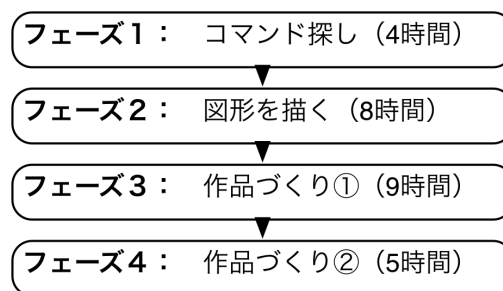 フェーズ１：　コマンド探し（4時間）
フェーズ２：　図形を描く（8時間）
フェーズ３：　作品づくり①（9時間）
フェーズ４：　作品づくり②（5時間）